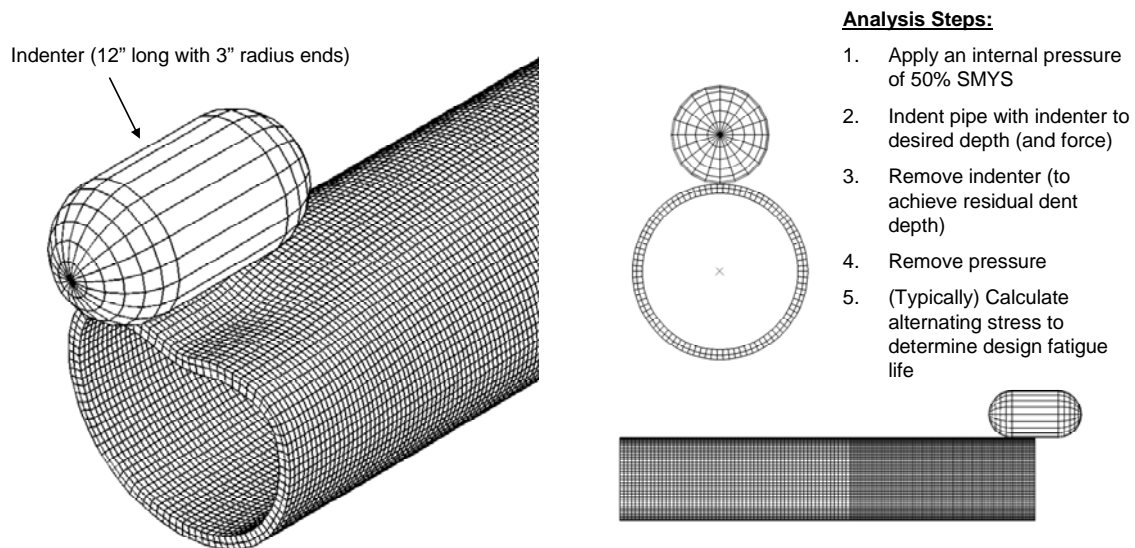 Indenter (12” long with 3” radius ends)
Analysis Steps:
1. Apply an internal pressure
of 50% SMYS
2. Indent pipe with indenter to
desired depth (and force)
3. Remove indenter (to
achieve residual dent
depth)
4. Remove pressure
5. (Typically) Calculate
alternating stress to
determine design fatigue
life